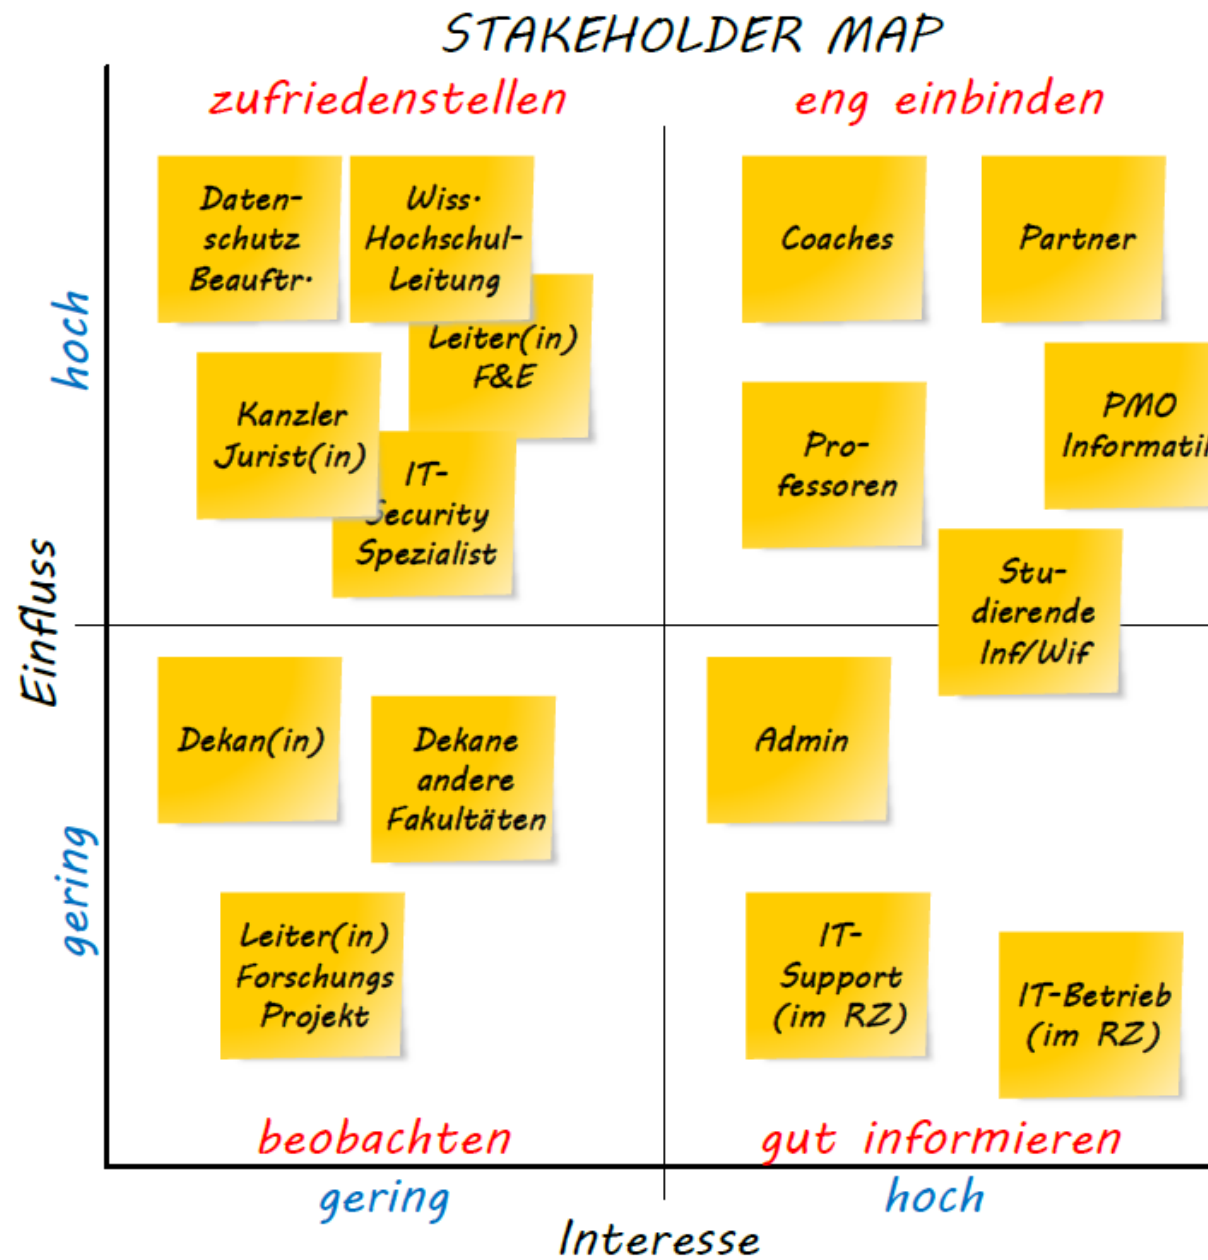 STAKEHOLDER MAP
zufriedenstellen
eng einbinden
Daten-
schutz
Beauftr.
Wiss.
Hochschul-
Leitung
Leiter(in)
F&E
Kanzler
Jurist(in)
IT-
Security
Spezialist
Coaches
Partner
Pro-
fessoren
PMO
Informatik
Stu-
dierende
Inf/Wif
hoch
Einfluss
gering
Dekan(in)
Dekane
andere
Fakultäten
Leiter(in)
Forschungs
Projekt
Admin
IT-
Support
(im RZ)
IT-Betrieb
(im RZ)
beobachten
gut informieren
gering
hoch
Interesse